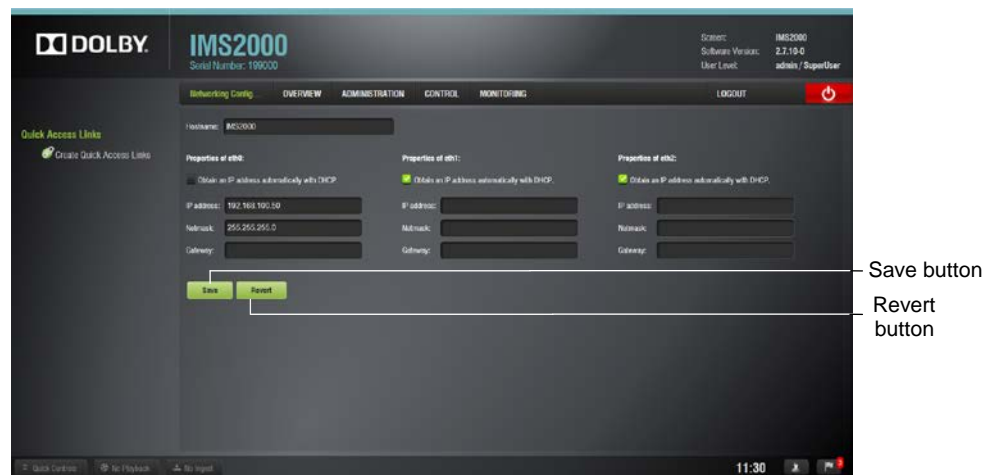 DOLBY.
IMS2000
Serial Number: 199000
Screen: IMS2000
Software Version: 2.7.10-0
User Level: admin / SuperUser
Networking Config... OVERVIEW ADMINISTRATION CONTROL MONITORING LOGOUT
Quick Access Links
Create Quick Access Links
Hostname: IMS2000
Properties of eth0: Properties of eth1: Properties of eth2:
Obtain an IP address automatically with DHCP. Obtain an IP address automatically with DHCP. Obtain an IP address automatically with DHCP.
IP address: 192.168.100.50 IP address: IP address:
Netmask: 255.255.255.0 Netmask: Netmask:
Gateway: Gateway: Gateway:
Save Revert
Save button
Revert
button
Quick Controls No Playback No Ingest 11:30